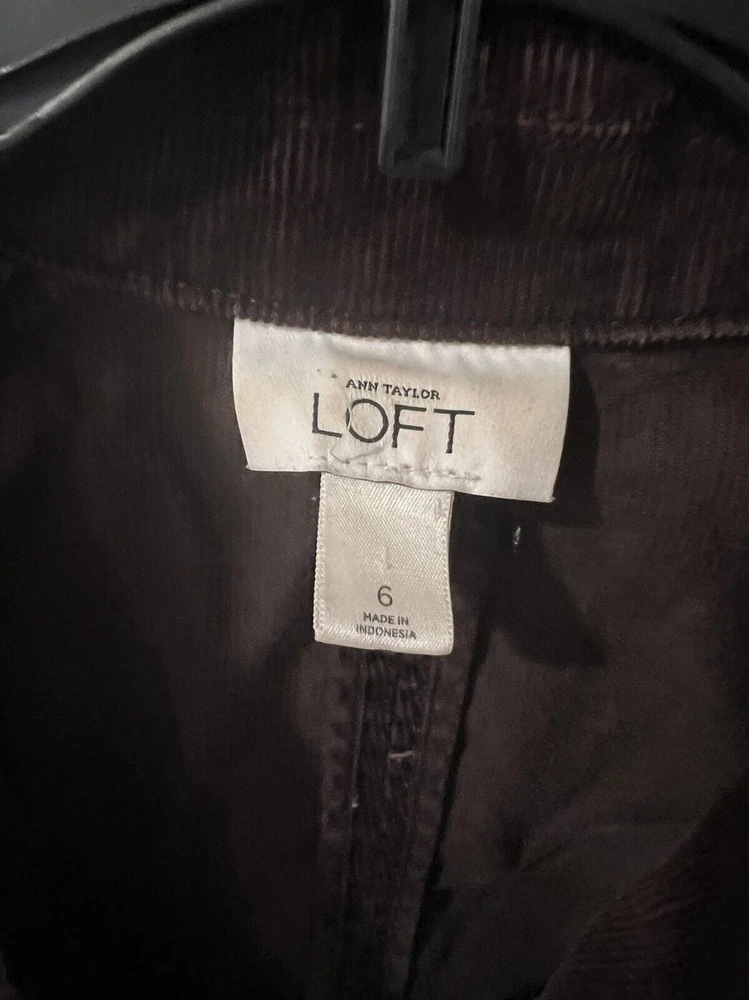 ANN TAYLOR
LOFT
6
MADE IN
INDONESIA